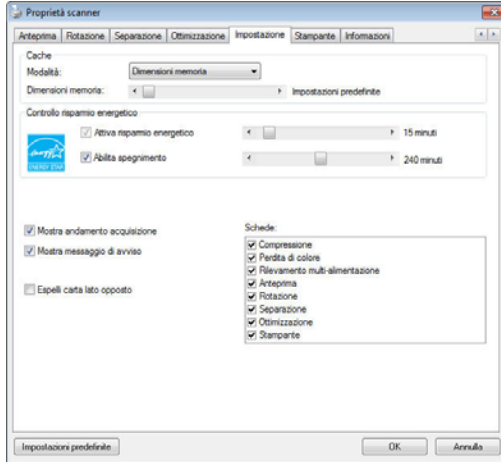 Proprietà scanner
Anteprima Rotazione Separazione Ottimizzazione Impostazione Stampante Informazioni
Cache
Modalità: Dimensioni memoria
Dimensioni memoria: Impostazioni predefinite
Controllo risparmio energetico
Attiva risparmio energetico 15 minuti
Abilita spegnimento 240 minuti
energy
ENERGY STAR
Mostra andamento acquisizione
Mostra messaggio di avviso
Espelli carta lato opposto
Schede:
Compressione
Perdita di colore
Rilevamento multi-alimentazione
Anteprima
Rotazione
Separazione
Ottimizzazione
Stampante
Impostazioni predefinite OK Annulla